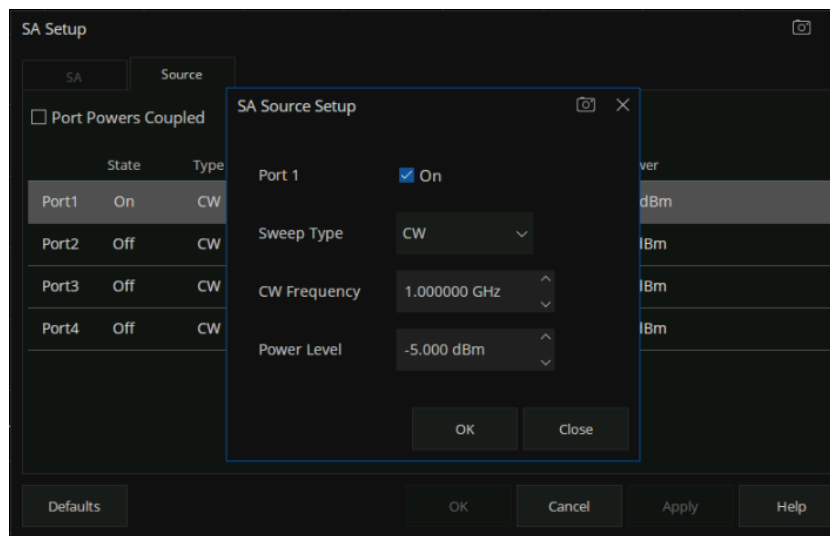 SA Setup
SA
Source
Port Powers Coupled
State Type
Port1 On CW dBm
Port2 Off CW
Port3 Off CW
Port4 Off CW
SA Source Setup
Port 1 On
Sweep Type CW
CW Frequency 1.000000 GHz
Power Level -5.000 dBm
OK Close
Defaults OK Cancel Apply Help